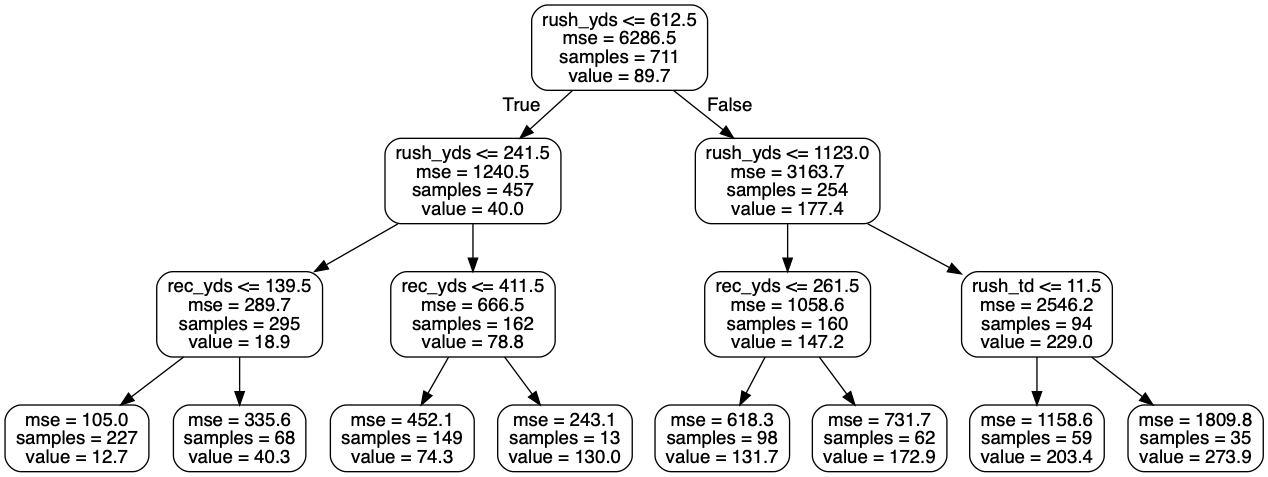 rush_yds <= 612.5
mse = 6286.5
samples = 711
value = 89.7
True
False
rush_yds <= 241.5
mse = 1240.5
samples = 457
value = 40.0
rush_yds <= 1123.0
mse = 3163.7
samples = 254
value = 177.4
rec_yds <= 139.5
mse = 289.7
samples = 295
value = 18.9
rec_yds <= 411.5
mse = 666.5
samples = 162
value = 78.8
rec_yds <= 261.5
mse = 1058.6
samples = 160
value = 147.2
rush_td <= 11.5
mse = 2546.2
samples = 94
value = 229.0
mse = 105.0
samples = 227
value = 12.7
mse = 335.6
samples = 68
value = 40.3
mse = 452.1
samples = 149
value = 74.3
mse = 243.1
samples = 13
value = 130.0
mse = 618.3
samples = 98
value = 131.7
mse = 731.7
samples = 62
value = 172.9
mse = 1158.6
samples = 59
value = 203.4
mse = 1809.8
samples = 35
value = 273.9